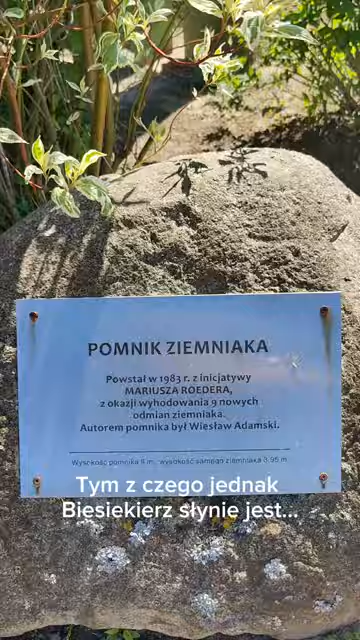 POMNIK ZIEMNIAKA
Powstał w 1983 r. z inicjatywy
MARIUSZA ROEDERA,
z okazji wyhodowania 9 nowych
odmian ziemniaka.
Autorem pomnika był Wiesław Adamski.
Wysokość pomnika 9 m, wysokość samego ziemniaka 3,95 m
Tym z czego jednak
Biesiekierz słynie jest...